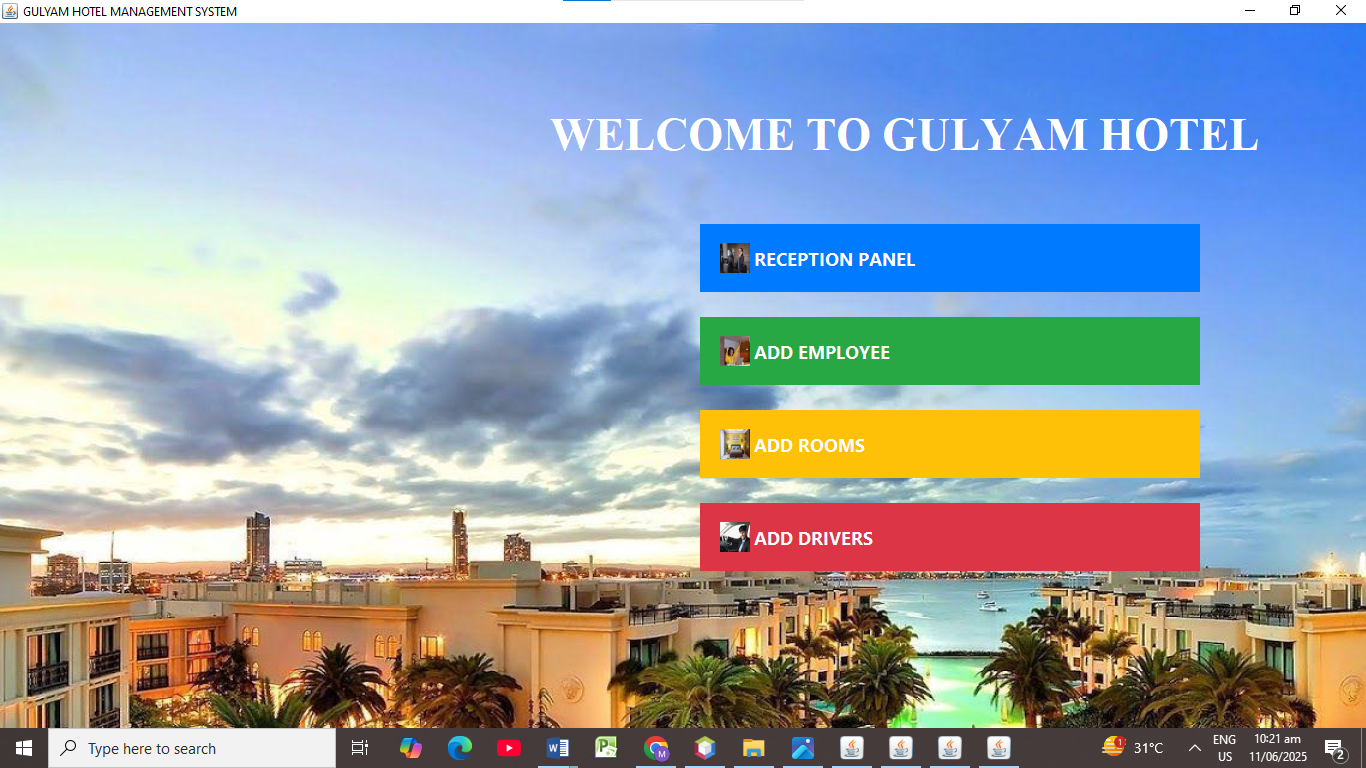 GULYAM HOTEL MANAGEMENT SYSTEM
WELCOME TO GULYAM HOTEL
RECEPTION PANEL
ADD EMPLOYEE
ADD ROOMS
ADD DRIVERS
Type here to search
W
P
M
1
31°C
ENG
US
10:21 am
11/06/2025
2